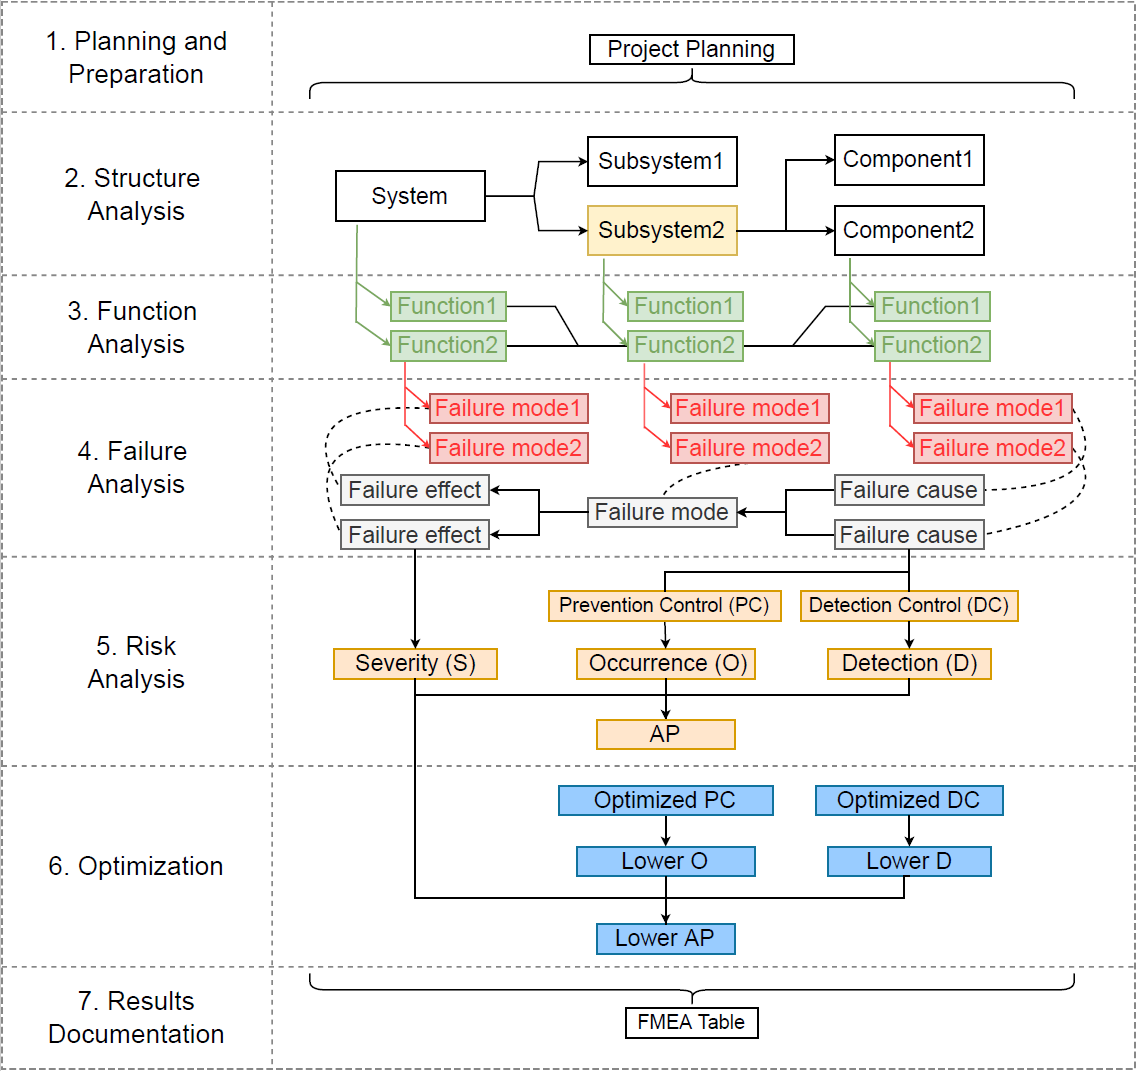 1. Planning and
Preparation
Project Planning
2. Structure
Analysis
System
Subsystem1
Subsystem2
Component1
Component2
3. Function
Analysis
Function1
Function1
Function1
Function2
Function2
Function2
4. Failure
Analysis
Failure mode1
Failure mode1
Failure mode1
Failure mode2
Failure mode2
Failure mode2
Failure effect
Failure cause
Failure mode
Failure effect
Failure cause
5. Risk
Analysis
Prevention Control (PC)
Detection Control (DC)
Severity (S)
Occurrence (O)
Detection (D)
AP
6. Optimization
Optimized PC
Optimized DC
Lower O
Lower D
Lower AP
7. Results
Documentation
FMEA Table